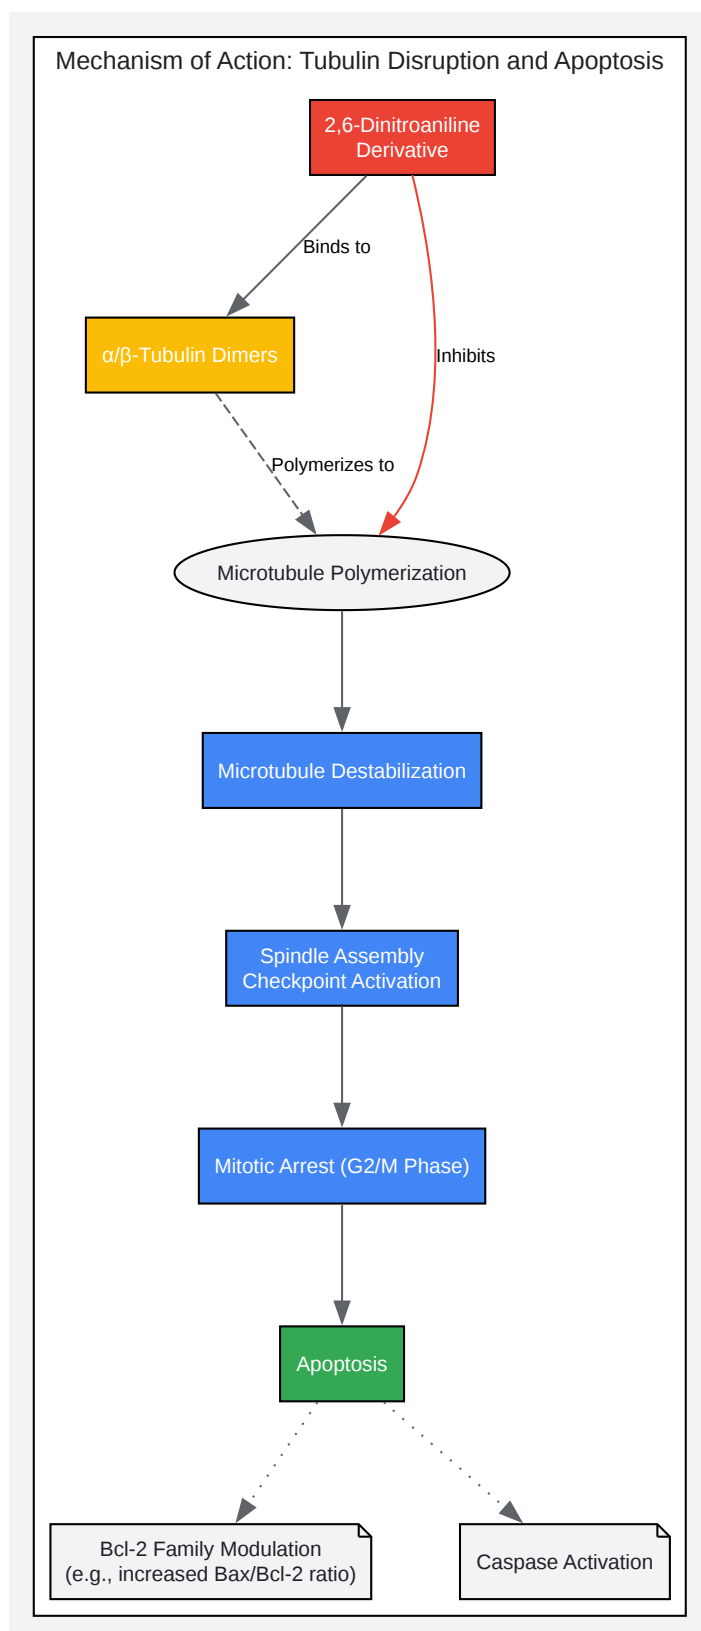 Mechanism of Action: Tubulin Disruption and Apoptosis
2,6-Dinitroaniline
Derivative
Binds to
α/β-Tubulin Dimers
Inhibits
Polymerizes to
Microtubule Polymerization
Microtubule Destabilization
Spindle Assembly
Checkpoint Activation
Mitotic Arrest (G2/M Phase)
Apoptosis
Bcl-2 Family Modulation
(e.g., increased Bax/Bcl-2 ratio)
Caspase Activation